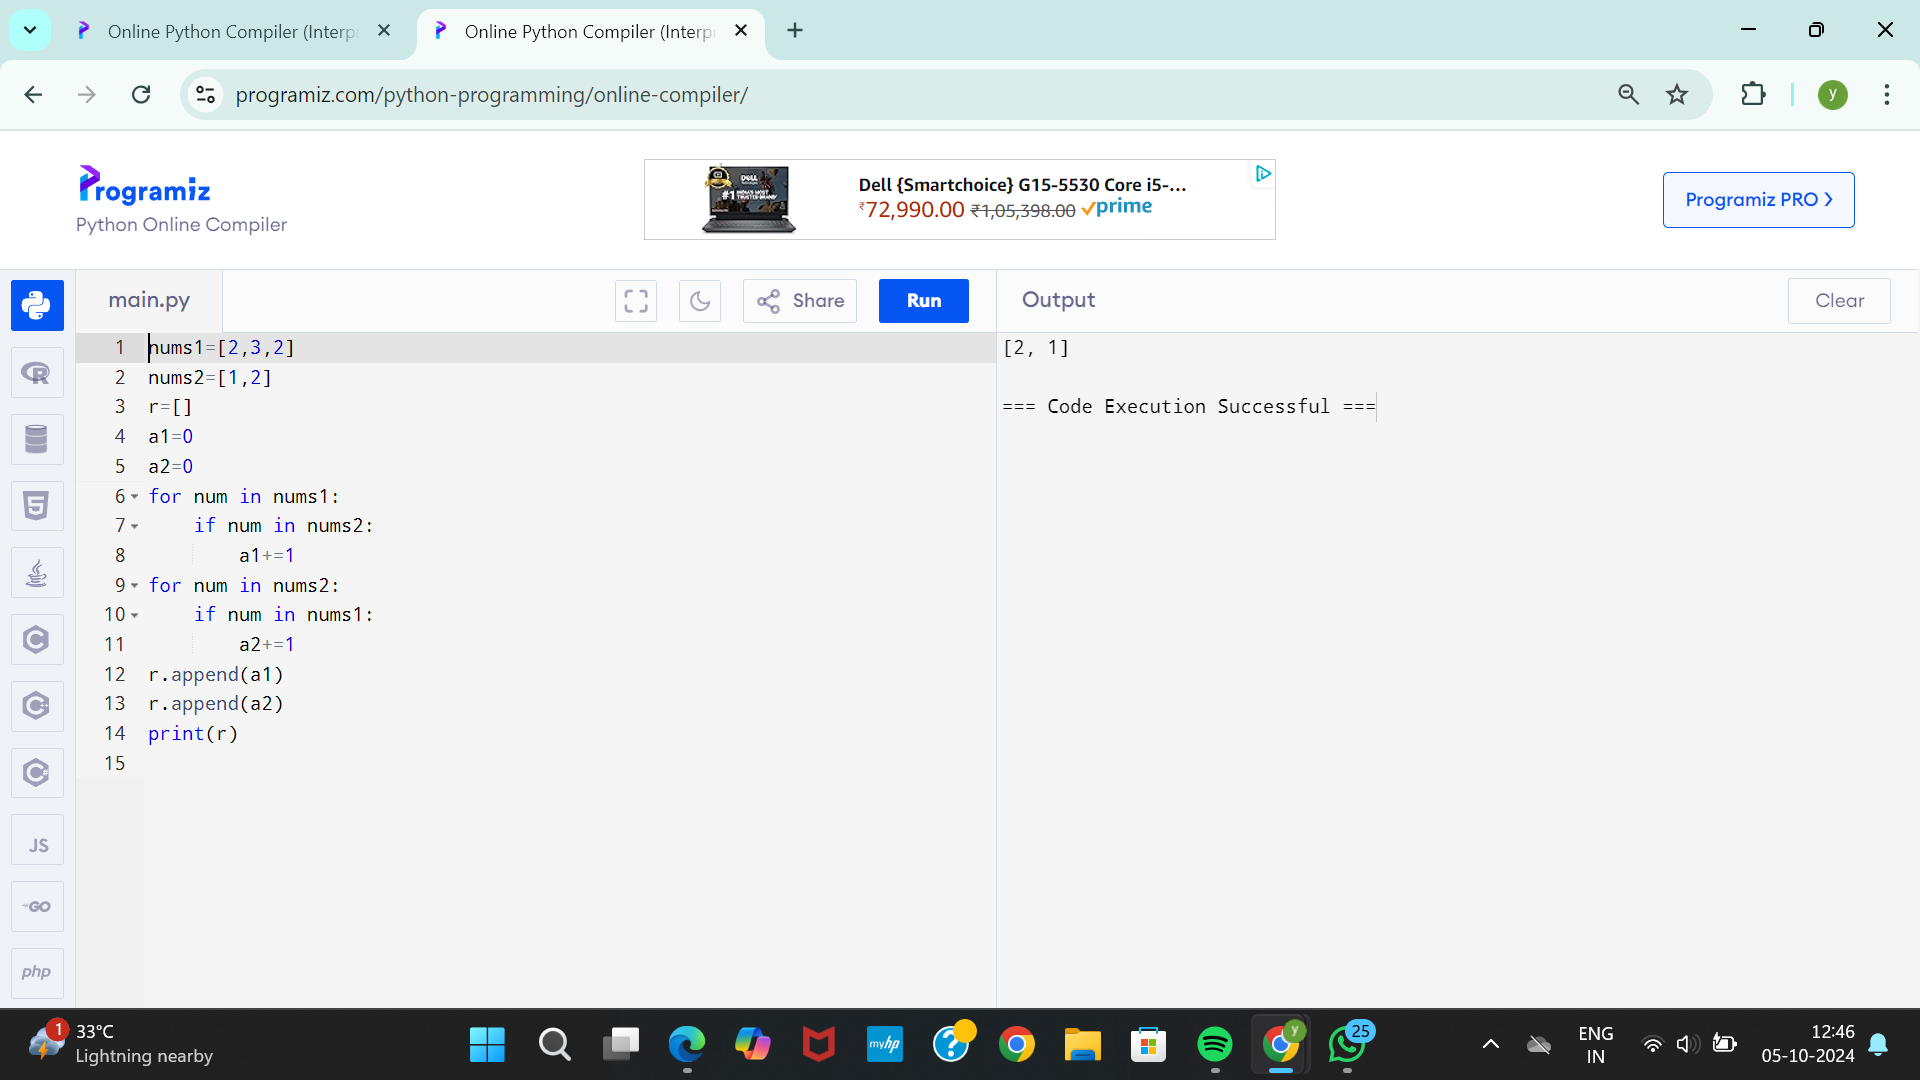 Online Python Compiler (Interp
Online Python Compiler (Interp
programiz.com/python-programming/online-compiler/
y
Programiz
Python Online Compiler
DELL
#1
Dell {Smartchoice} G15-5530 Core i5-...
₹72,990.00 ₹1,05,398.00 prime
Programiz PRO
main.py
Share
Run
Output
Clear
1 nums1=[2,3,2]
2 nums2=[1,2]
3 r=[]
4 a1=0
5 a2=0
6 for num in nums1:
7     if num in nums2:
8         a1+=1
9 for num in nums2:
10     if num in nums1:
11         a2+=1
12 r.append(a1)
13 r.append(a2)
14 print(r)
15
[2, 1]
=== Code Execution Successful ===
R
5
C
C
C#
JS
GO
php
1
33°C
Lightning nearby
myhp
?
y
25
ENG
IN
12:46
05-10-2024